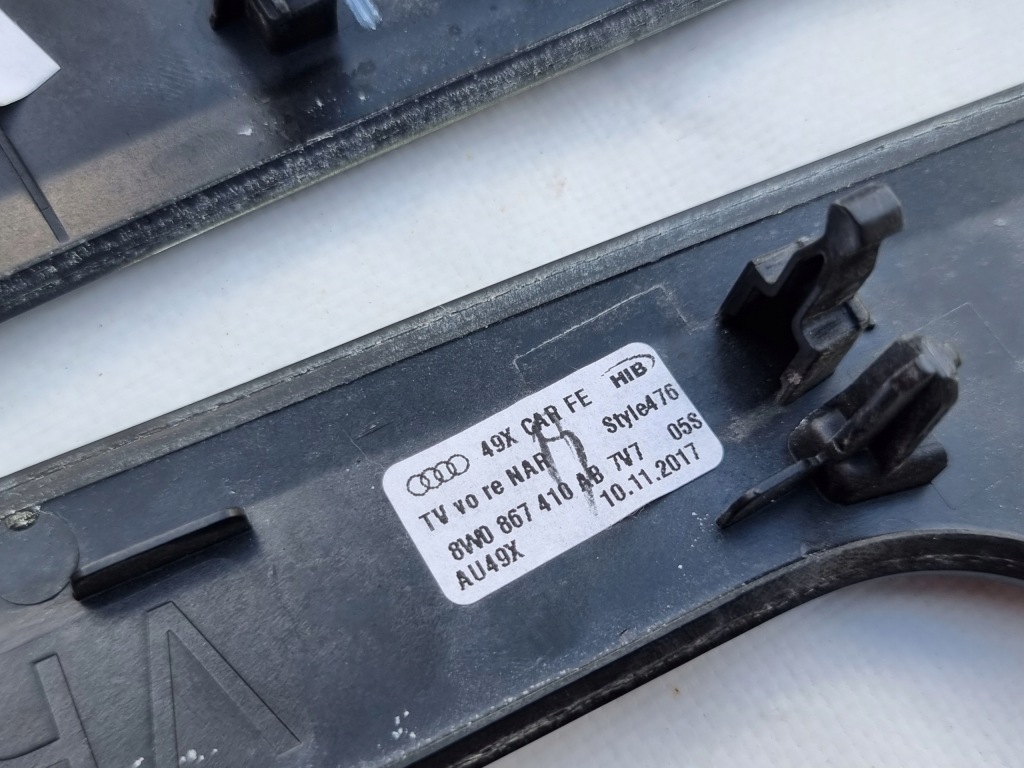 49X CAR FE HIB
TV vo re NAR Style476
8W0 867 410 AB 7V7 05S
AU49X 10.11.2017